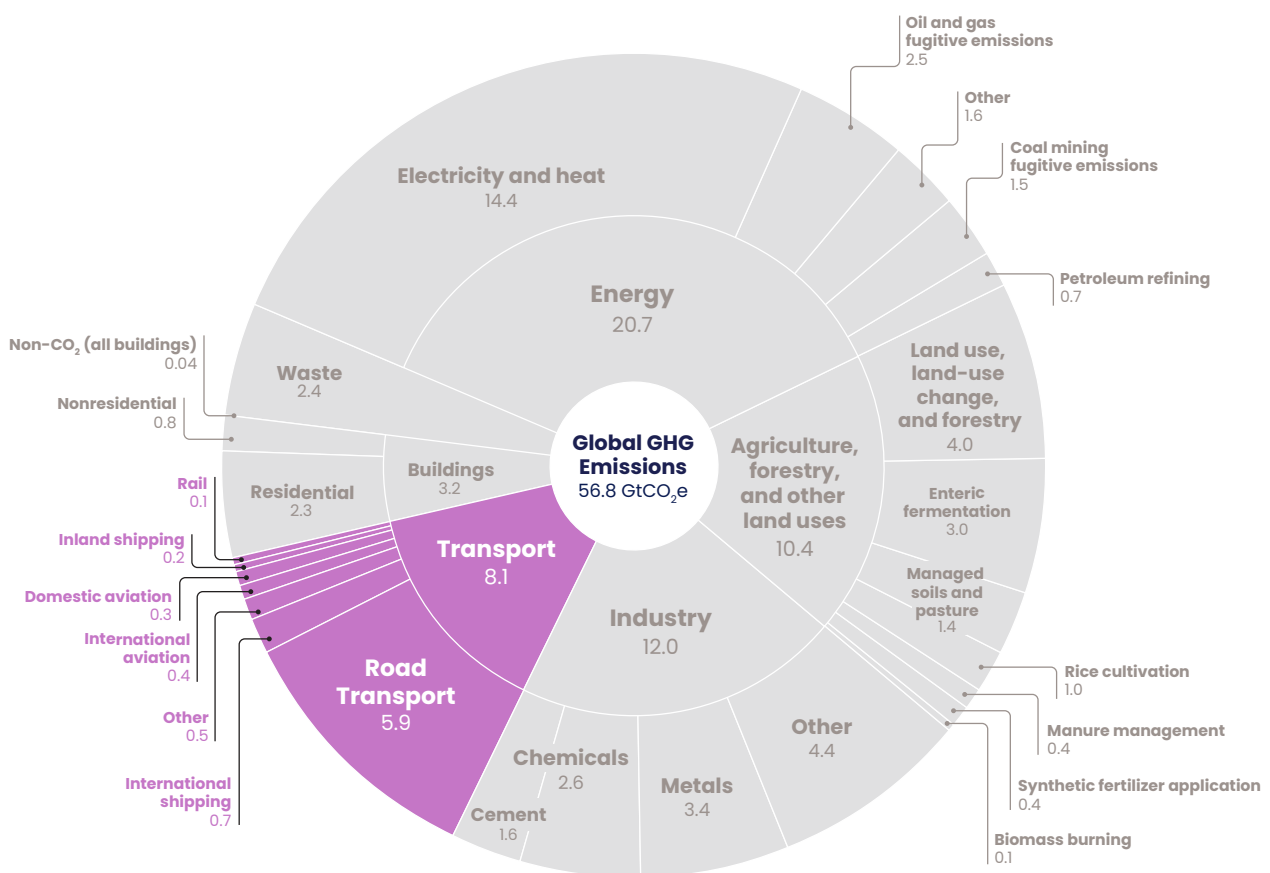 Oil and gas
fugitive emissions
2.5
Other
1.6
Coal mining
fugitive emissions
1.5
Petroleum refining
0.7
Electricity and heat
14.4
Energy
20.7
Non-CO₂ (all buildings)
0.04
Waste
2.4
Nonresidential
0.8
Land use,
land-use
change,
and forestry
4.0
Global GHG
Emissions
56.8 GtCO₂e
Agriculture,
forestry,
and other
land uses
10.4
Buildings
3.2
Residential
2.3
Enteric
fermentation
3.0
Rail
0.1
Inland shipping
0.2
Domestic aviation
0.3
International
aviation
0.4
Other
0.5
International
shipping
0.7
Transport
8.1
Road
Transport
5.9
Industry
12.0
Managed
soils and
pasture
1.4
Rice cultivation
1.0
Manure management
0.4
Synthetic fertilizer application
0.4
Biomass burning
0.1
Other
4.4
Metals
3.4
Chemicals
2.6
Cement
1.6